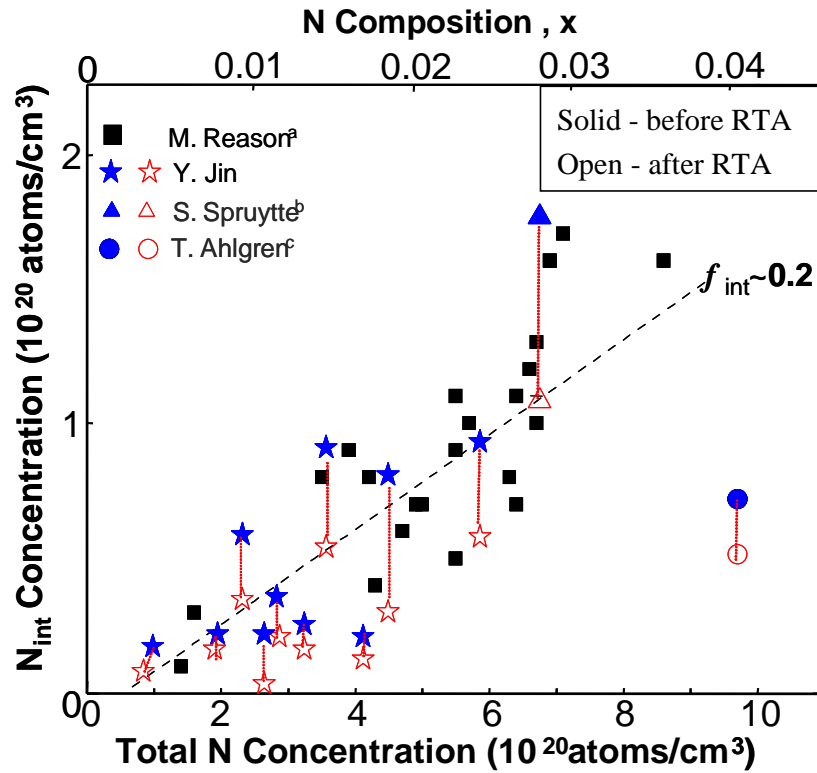 N Composition , x
0 0.01 0.02 0.03 0.04
N_int Concentration (10^20 atoms/cm^3)
2
1
0
M. Reason^a
Y. Jin
S. Spruytte^b
T. Ahlgren^c
Solid - before RTA
Open - after RTA
f int~0.2
0 2 4 6 8 10
Total N Concentration (10^20 atoms/cm^3)